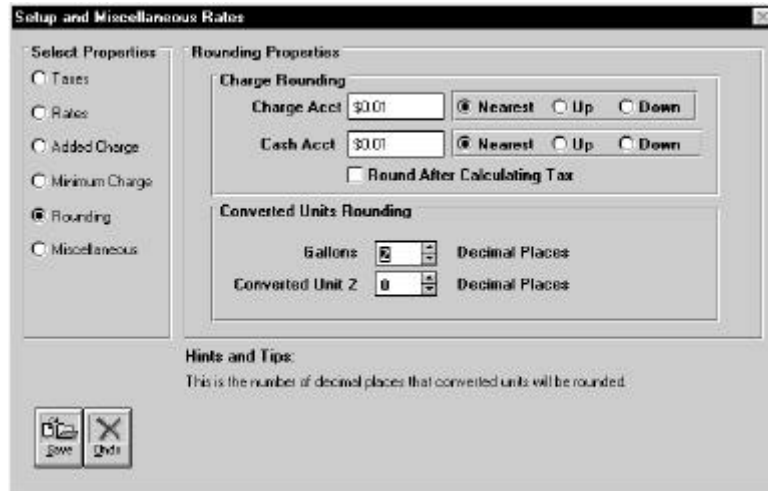 Setup and Miscellaneous Rates
Select Properties
Taxes
Rates
Added Charge
Minimum Charge
Rounding
Miscellaneous
Rounding Properties
Charge Rounding
Charge Acct $0.01 Nearest Up Down
Cash Acct $0.01 Nearest Up Down
Round After Calculating Tax
Converted Units Rounding
Gallons 2 Decimal Places
Converted Unit 2 0 Decimal Places
Hints and Tips:
This is the number of decimal places that converted units will be rounded.
Save Undo